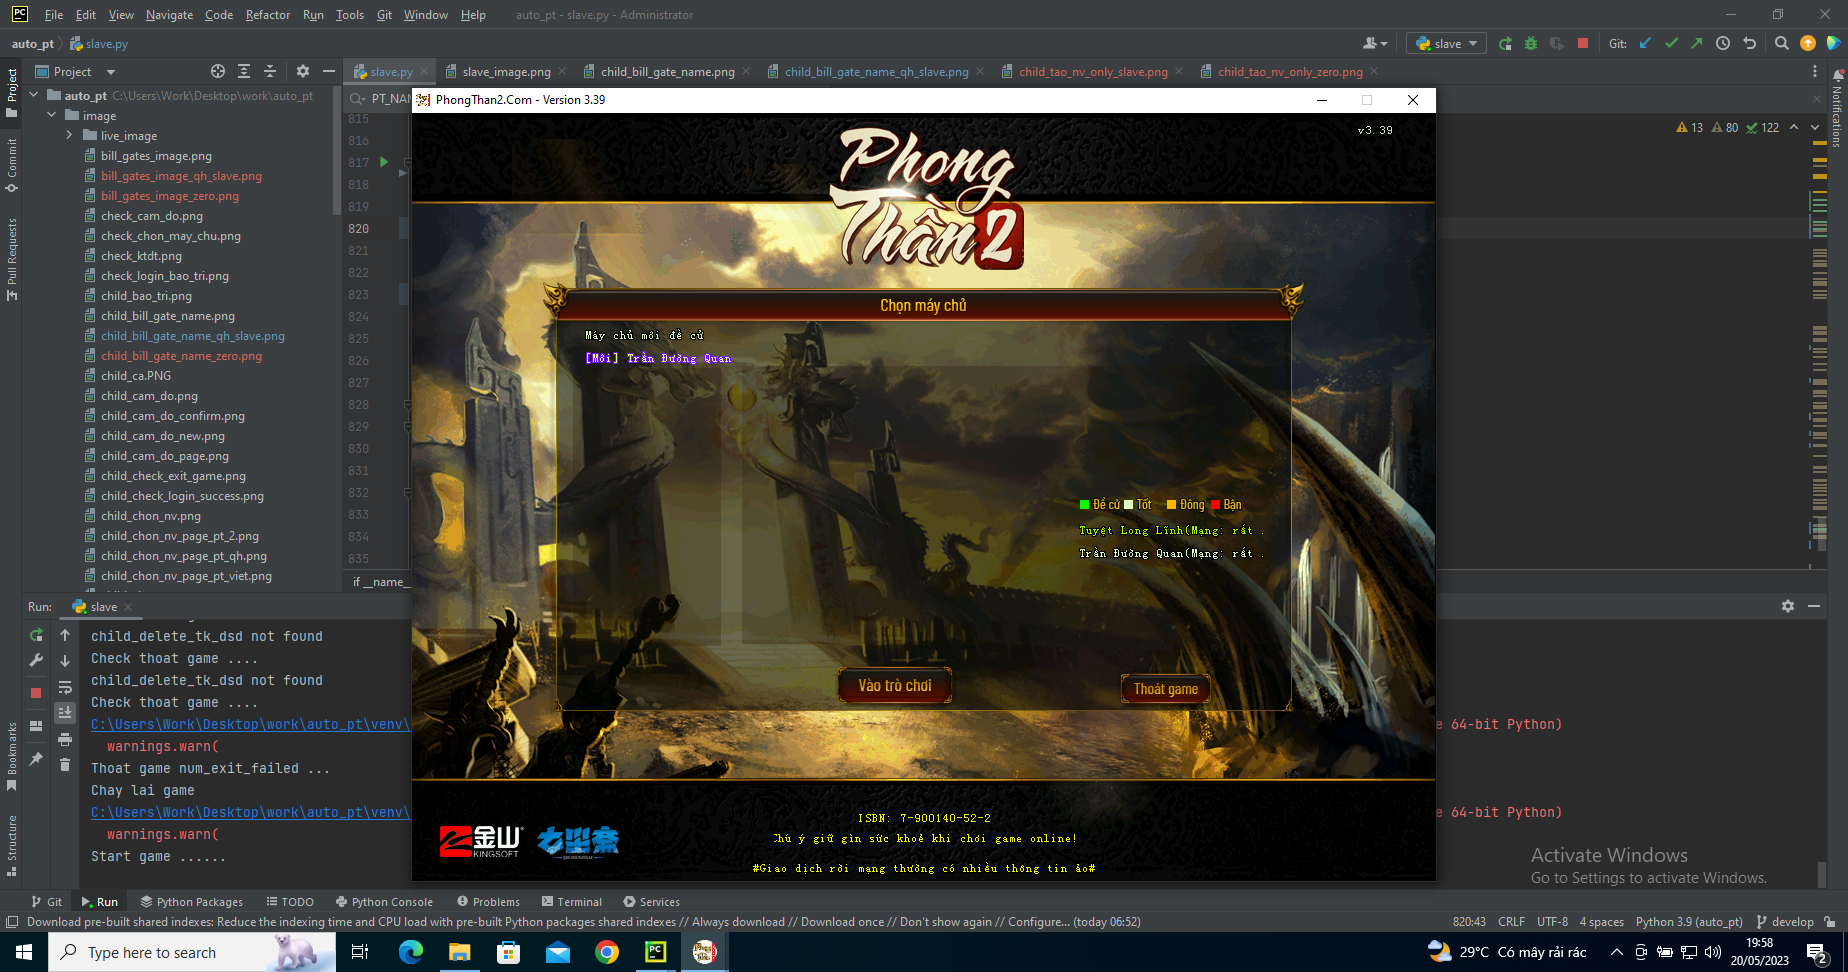 File Edit View Navigate Code Refactor Run Tools Git Window Help auto_pt - slave.py - Administrator
auto_pt slave.py
slave Git:
Project
slave.py slave_image.png child_bill_gate_name.png child_bill_gate_name_qh_slave.png child_tao_nv_only_slave.png child_tao_nv_only_zero.png
Project
Commit
Pull Requests
Bookmarks
Structure
Notifications
auto_pt C:\Users\Work\Desktop\work\auto_pt
image
live_image
bill_gates_image.png
bill_gates_image_qh_slave.png
bill_gates_image_zero.png
check_cam_do.png
check_chon_may_chu.png
check_ktdt.png
check_login_bao_tri.png
child_bao_tri.png
child_bill_gate_name.png
child_bill_gate_name_qh_slave.png
child_bill_gate_name_zero.png
child_ca.PNG
child_cam_do.png
child_cam_do_confirm.png
child_cam_do_new.png
child_cam_do_page.png
child_check_exit_game.png
child_check_login_success.png
child_chon_nv.png
child_chon_nv_page_pt_2.png
child_chon_nv_page_pt_qh.png
child_chon_nv_page_pt_viet.png
815
816
817
818
819
820
821
822
823
824
825
826
827
828
829
830
831
832
833
834
835
13 80 122
if __name__
PhongThan2.Com - Version 3.39
v3.39
Phong
Thần 2
Chọn máy chủ
Máy chủ mới đề cử
[Mới] Trần Đường Quan
Đề cử Tốt Đông Bận
Tuyệt Long Lĩnh(Mạng: rất .
Trần Đường Quan(Mạng: rất .
Vào trò chơi
Thoát game
金山
KINGSOFT
ISBN: 7-900140-52-2
Chú ý giữ gìn sức khoẻ khi chơi game online!
#Giao dịch rời mạng thường có nhiều thông tin ảo#
Run: slave
child_delete_tk_dsd not found
Check thoat game ....
child_delete_tk_dsd not found
Check thoat game ....
C:\Users\Work\Desktop\work\auto_pt\venv\
e 64-bit Python)
warnings.warn(
Thoat game num_exit_failed ...
Chay lai game
C:\Users\Work\Desktop\work\auto_pt\venv\
e 64-bit Python)
warnings.warn(
Start game ......
Activate Windows
Go to Settings to activate Windows.
Git Run Python Packages TODO Python Console Problems Terminal Services
Download pre-built shared indexes: Reduce the indexing time and CPU load with pre-built Python packages shared indexes // Always download // Download once // Don't show again // Configure... (today 06:52)
820:43 CRLF UTF-8 4 spaces Python 3.9 (auto_pt) develop
Type here to search
29°C Có mây rải rác
19:58
20/05/2023
2